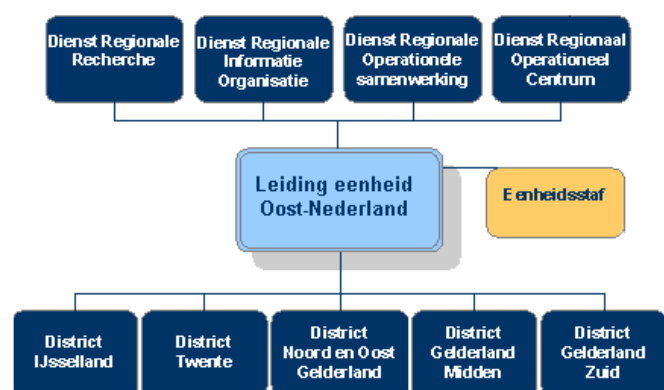 Dienst Regionale
Recherche
Dienst Regionale
Informatie
Organisatie
Dienst Regionale
Operationele
samenwerking
Dienst Regionaal
Operationeel
Centrum
Leiding eenheid
Oost-Nederland
Eenheidsstaf
District
IJsselland
District
Twente
District
Noord en Oost
Gelderland
District
Gelderland
Midden
District
Gelderland
Zuid